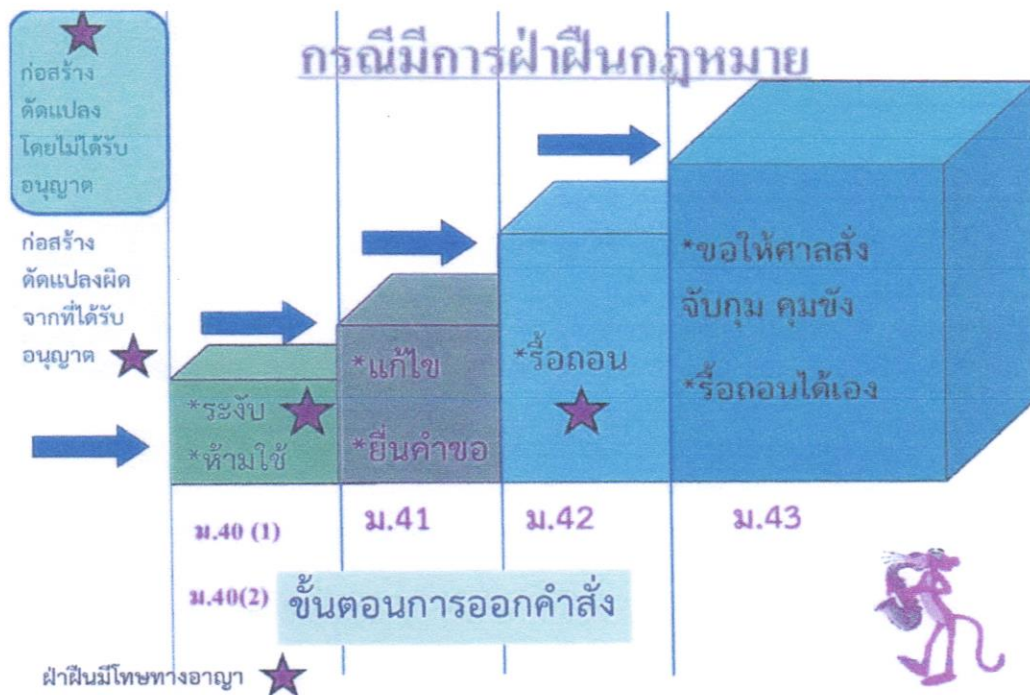 กรณีมีการฝ่าฝืนกฎหมาย
ก่อสร้าง
ดัดแปลง
โดยไม่ได้รับ
อนุญาต
ก่อสร้าง
ดัดแปลงผิด
จากที่ได้รับ
อนุญาต
*ระงับ
*ห้ามใช้
*แก้ไข
*ยื่นคำขอ
*รื้อถอน
*ขอให้ศาลสั่ง
จับกุม คุมขัง
*รื้อถอนได้เอง
ม.40 (1)
ม.41
ม.42
ม.43
ม.40(2)
ขั้นตอนการออกคำสั่ง
ฝ่าฝืนมีโทษทางอาญา